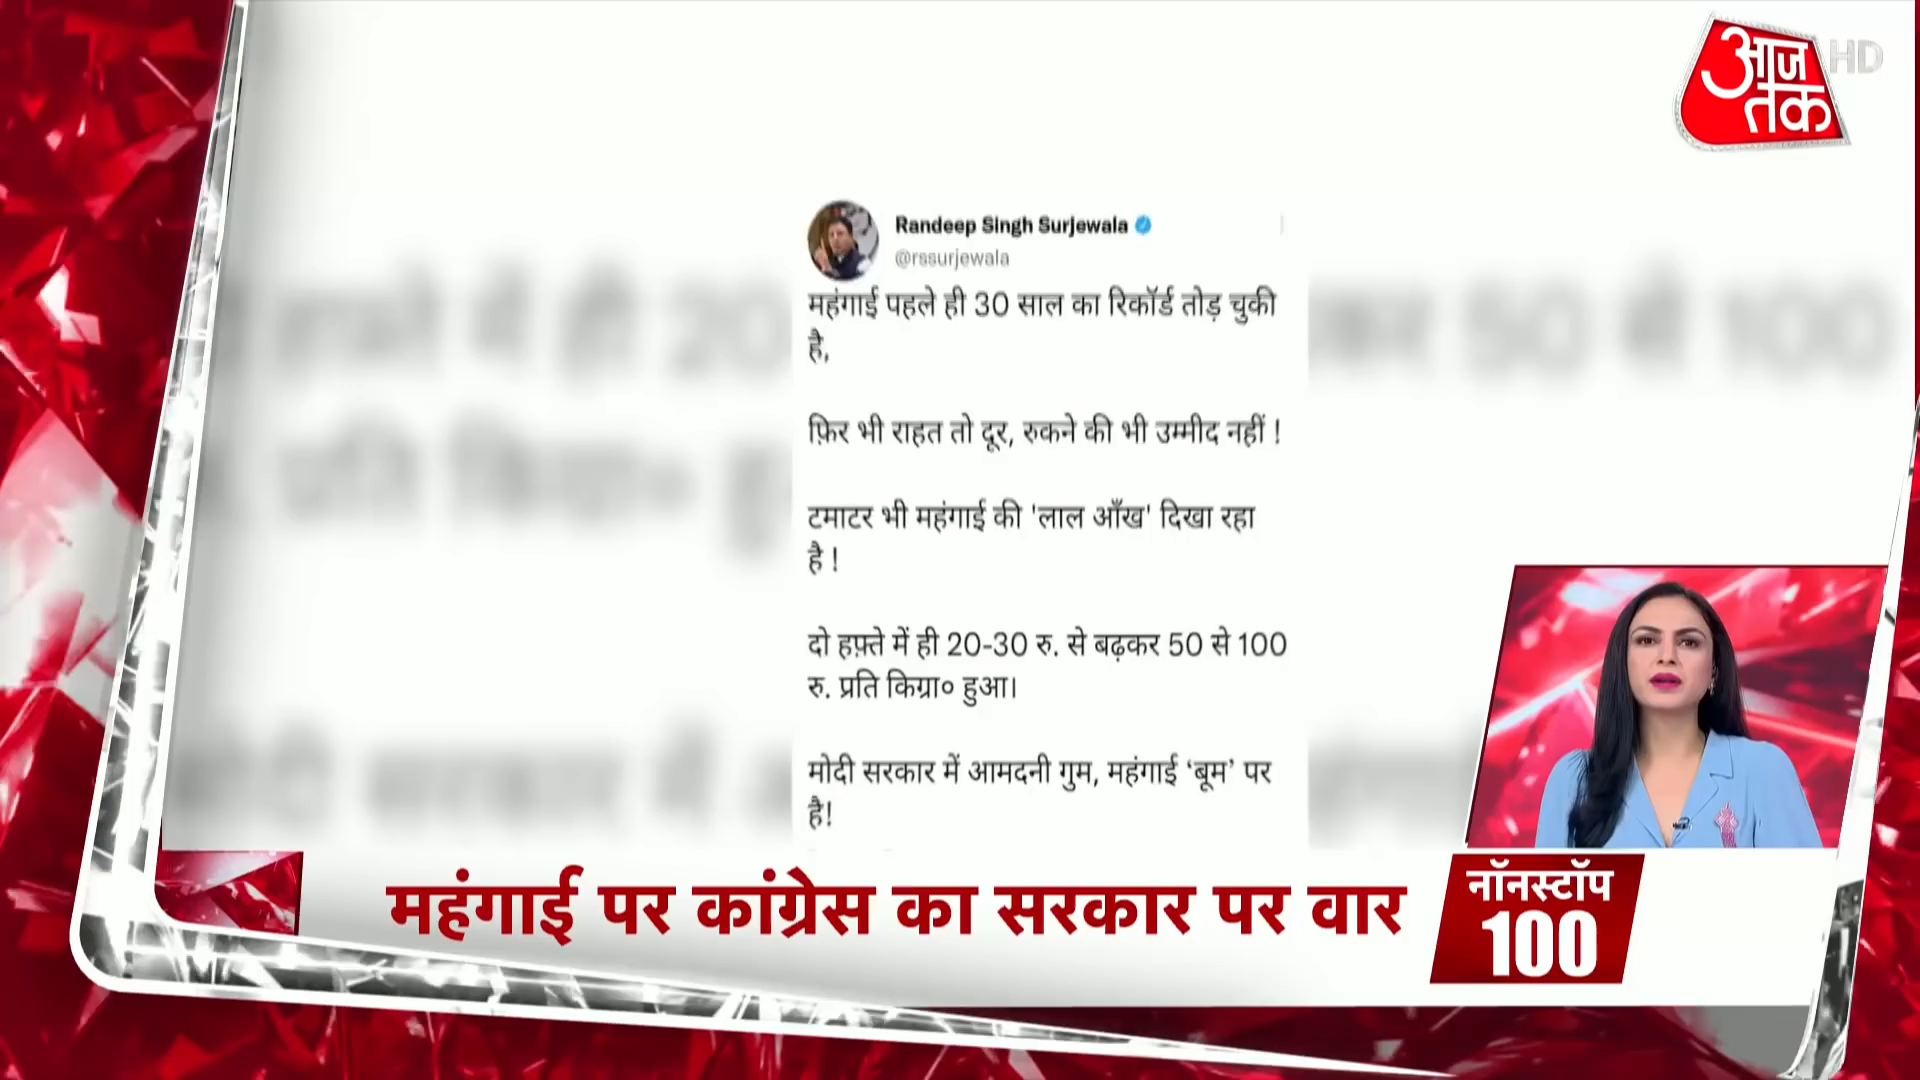 आज
तक
HD
Randeep Singh Surjewala
@rssurjewala
महंगाई पहले ही 30 साल का रिकॉर्ड तोड़ चुकी
है,
फ़िर भी राहत तो दूर, रुकने की भी उम्मीद नहीं !
टमाटर भी महंगाई की 'लाल आँख' दिखा रहा
है !
दो हफ़्ते में ही 20-30 रु. से बढ़कर 50 से 100
रु. प्रति किग्रा० हुआ।
मोदी सरकार में आमदनी गुम, महंगाई ‘बूम’ पर
है!
महंगाई पर कांग्रेस का सरकार पर वार
नॉनस्टॉप
100